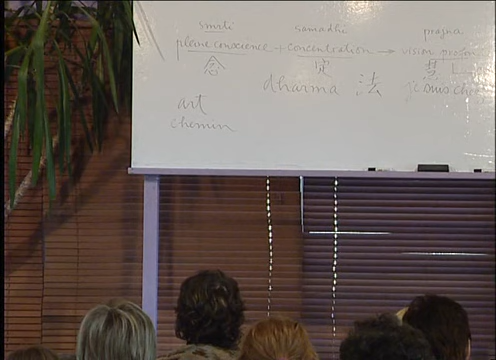 smrti samadhi prajna
pleine conscience + concentration → vision profonde
念 定 慧
dharma 法
art
chemin